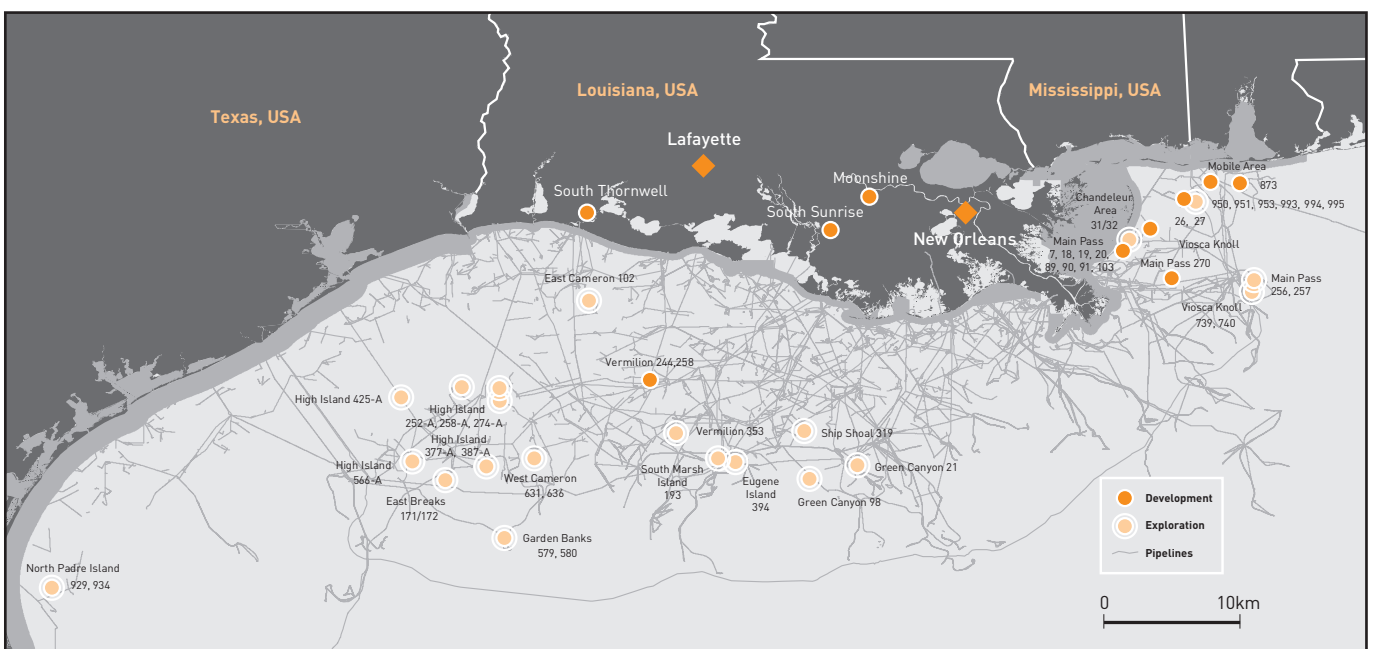 Texas, USA
Louisiana, USA
Mississippi, USA
Lafayette
South Thornwell
Moonshine
South Sunrise
New Orleans
Mobile Area
873
950, 951, 953, 993, 994, 995
Chandeleur
Area
31/32
26, 27
Viosca Knoll
Main Pass
7, 18, 19, 20,
89, 90, 91, 103
Main Pass 270
Main Pass
256, 257
Viosca Knoll
739, 740
East Cameron 102
Vermilion 244,258
High Island 425-A
High Island
252-A, 258-A, 274-A
High Island
377-A, 387-A
High Island
566-A
East Breaks
171/172
West Cameron
631, 636
Garden Banks
579, 580
North Padre Island
929, 934
Vermilion 353
South Marsh
Island
193
Eugene
Island
394
Ship Shoal 319
Green Canyon 21
Green Canyon 98
Development
Exploration
Pipelines
0 10km